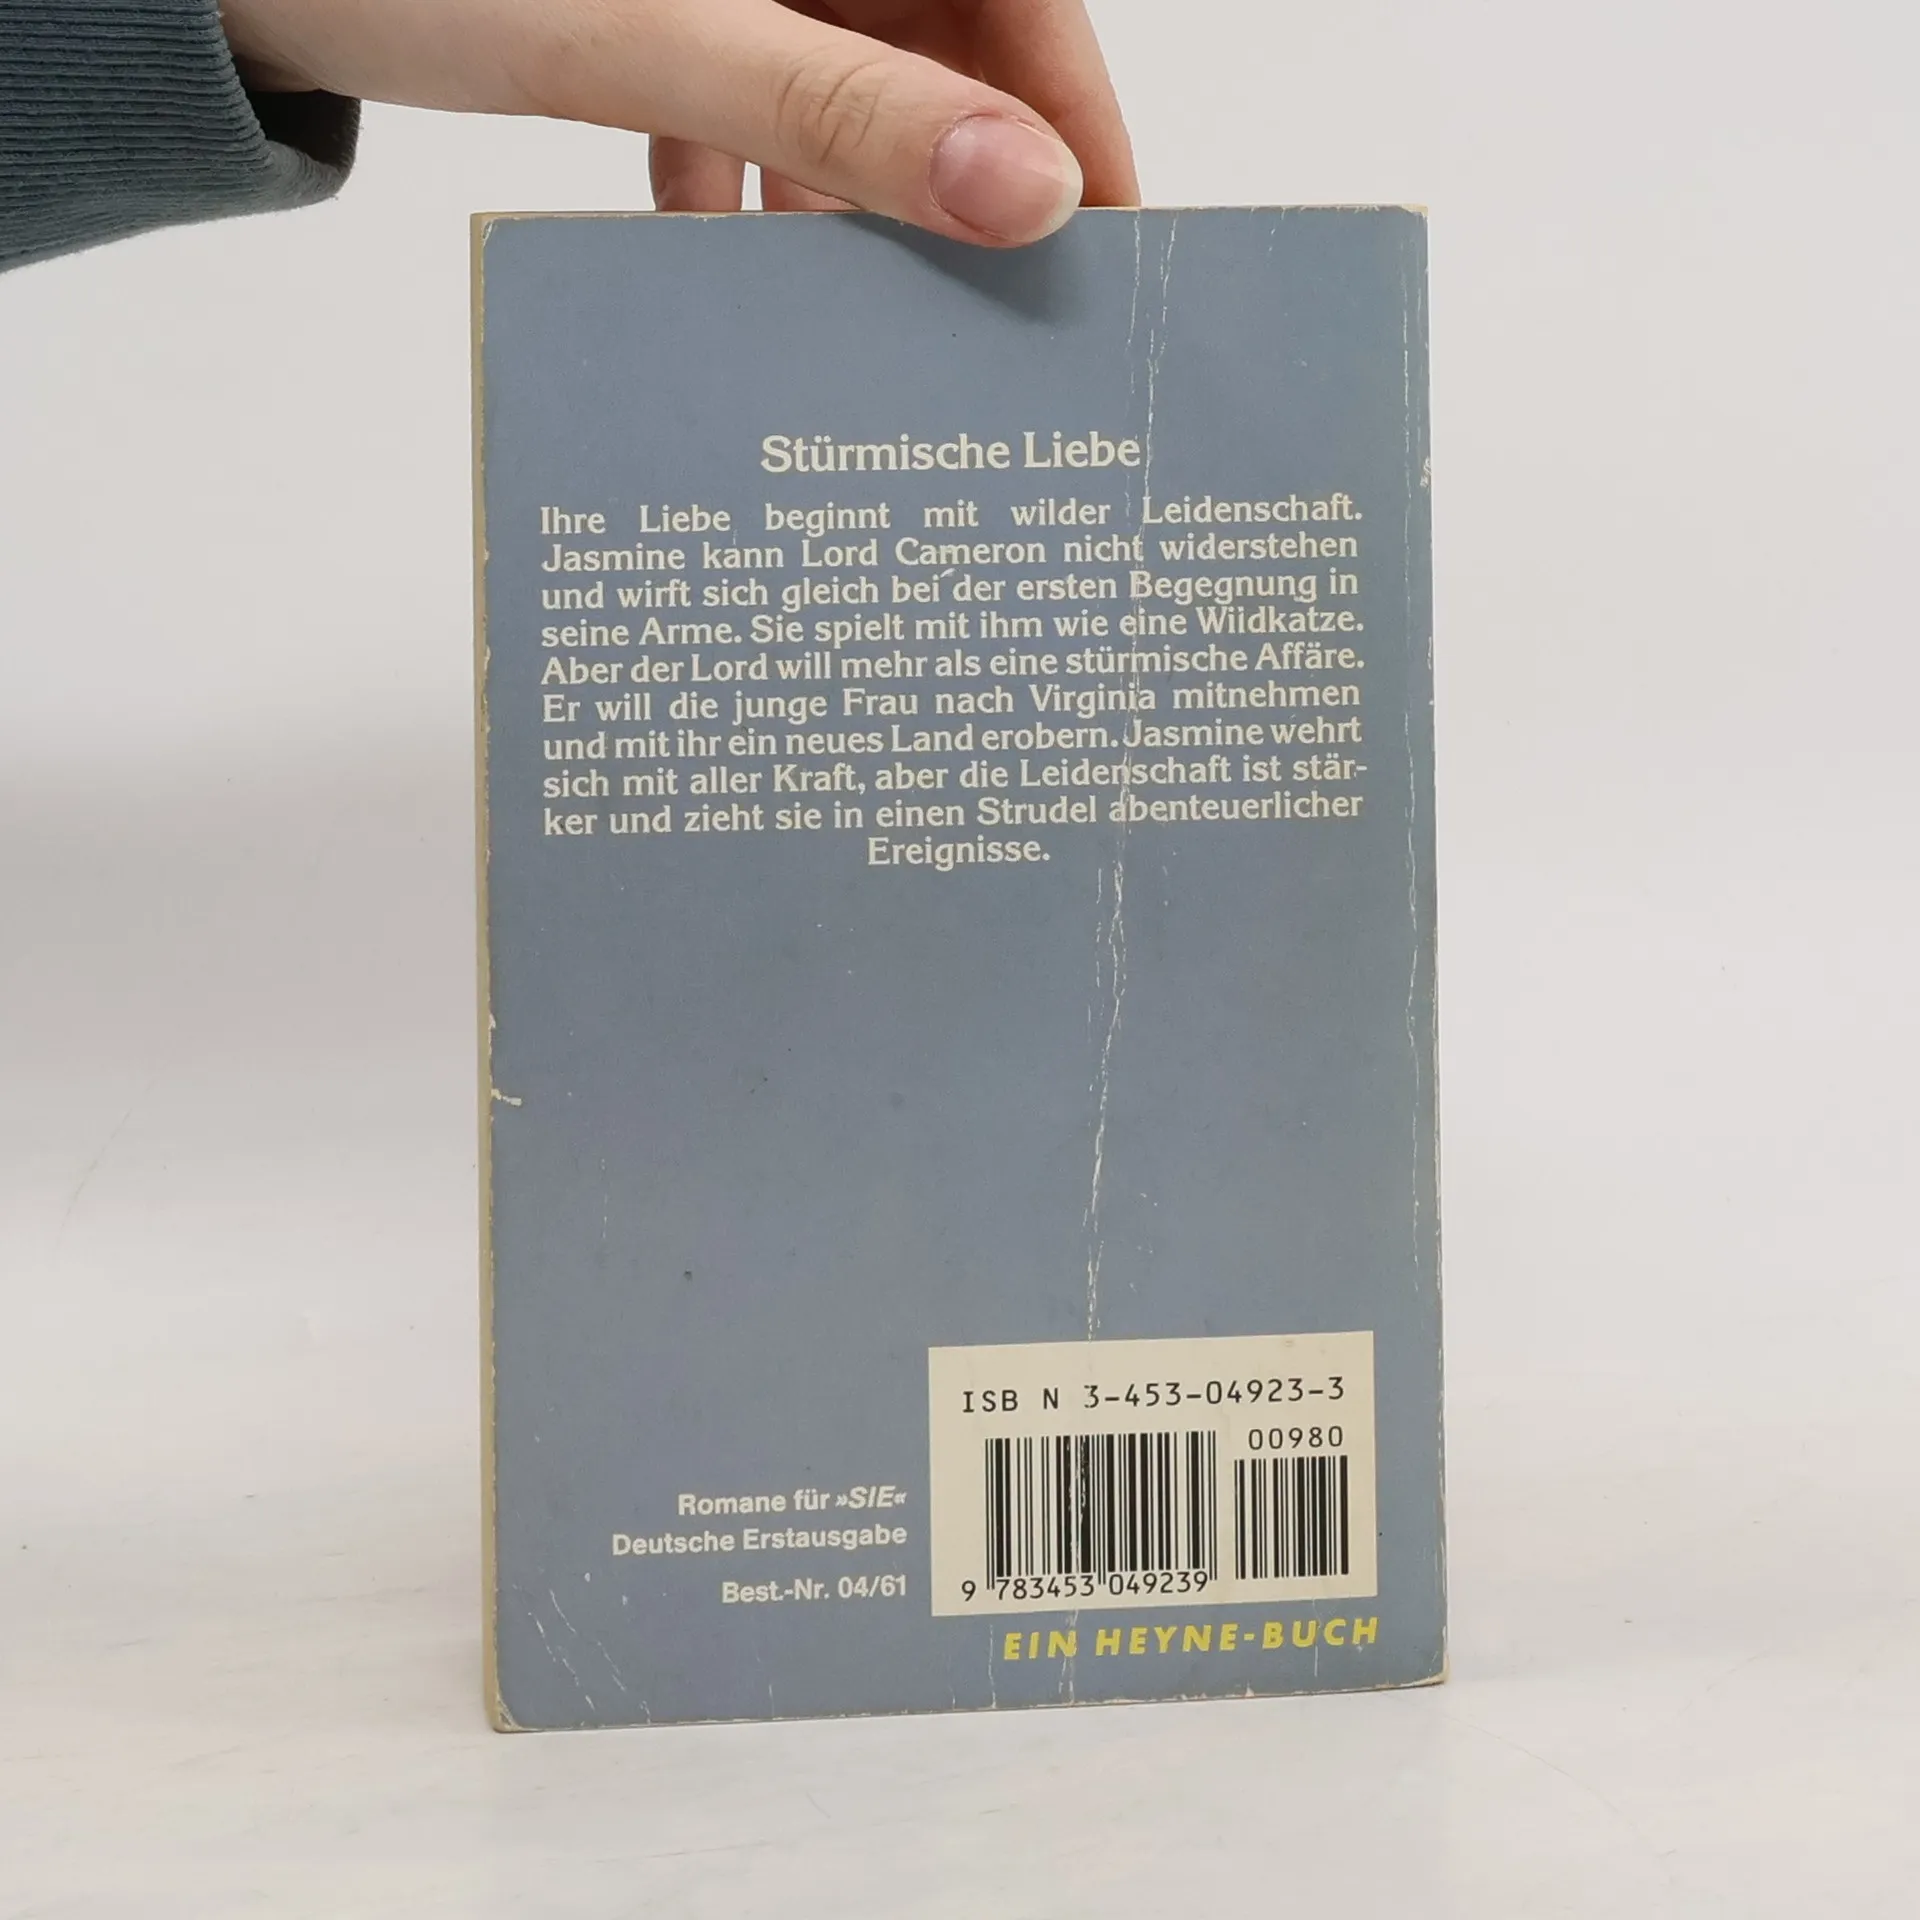 Stürmische Liebe
Ihre Liebe beginnt mit wilder Leidenschaft.
Jasmine kann Lord Cameron nicht widerstehen
und wirft sich gleich bei der ersten Begegnung in
seine Arme. Sie spielt mit ihm wie eine Wildkatze.
Aber der Lord will mehr als eine stürmische Affäre.
Er will die junge Frau nach Virginia mitnehmen
und mit ihr ein neues Land erobern. Jasmine wehrt
sich mit aller Kraft, aber die Leidenschaft ist stär-
ker und zieht sie in einen Strudel abenteuerlicher
Ereignisse.
ISB N 3-453-04923-3
00980
9 783453 049239
Romane für »SIE«
Deutsche Erstausgabe
Best.-Nr. 04/61
EIN HEYNE-BUCH